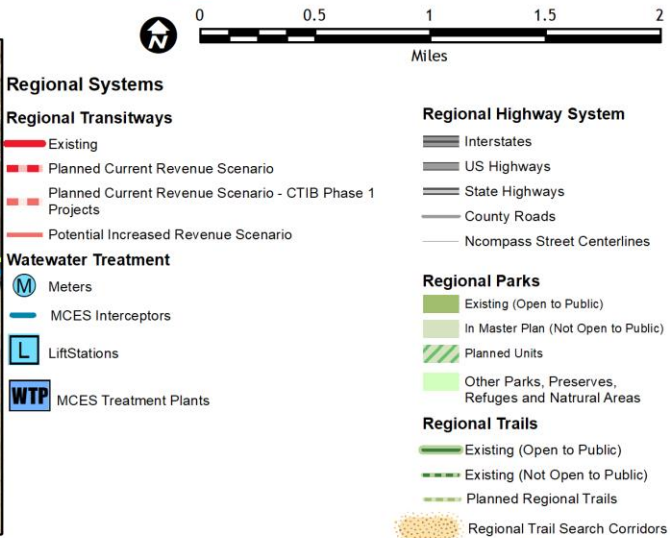 N
0 0.5 1 1.5 2
Miles
Regional Systems
Regional Transitways
Existing
Planned Current Revenue Scenario
Planned Current Revenue Scenario - CTIB Phase 1
Projects
Potential Increased Revenue Scenario
Watewater Treatment
M Meters
MCES Interceptors
L LiftStations
WTP MCES Treatment Plants
Regional Highway System
Interstates
US Highways
State Highways
County Roads
Ncompass Street Centerlines
Regional Parks
Existing (Open to Public)
In Master Plan (Not Open to Public)
Planned Units
Other Parks, Preserves,
Refuges and Natrural Areas
Regional Trails
Existing (Open to Public)
Existing (Not Open to Public)
Planned Regional Trails
Regional Trail Search Corridors